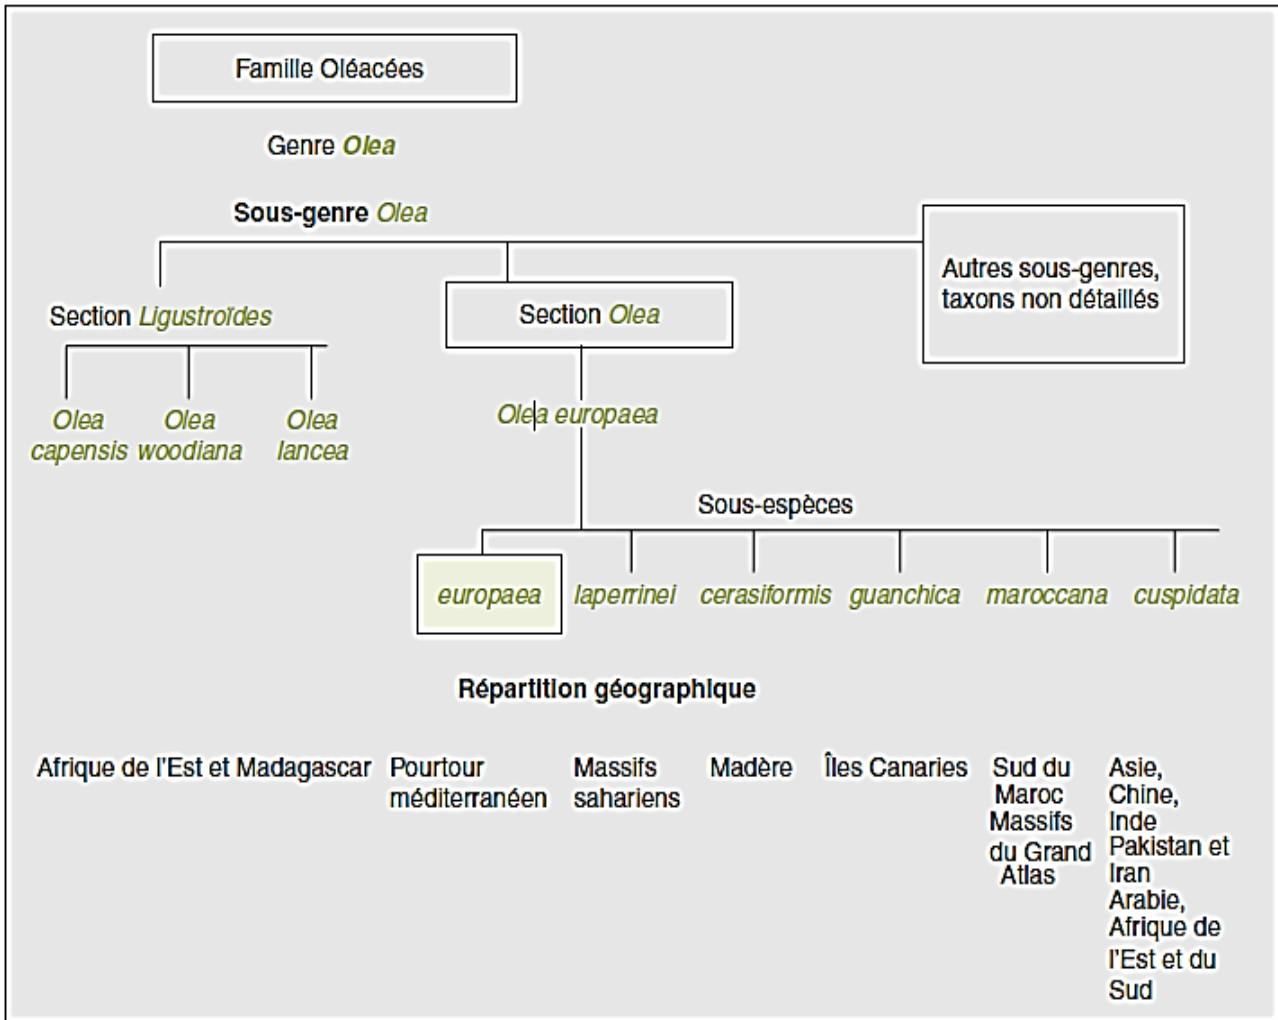 Famille Oléacées
Genre Olea
Sous-genre Olea
Autres sous-genres,
taxons non détaillés
Section Ligustroïdes
Section Olea
Olea
capensis
Olea
woodiana
Olea
lancea
Olea europaea
Sous-espèces
europaea
laperrinei
cerasiformis
guanchica
maroccana
cuspidata
Répartition géographique
Afrique de l'Est et Madagascar
Pourtour
méditerranéen
Massifs
sahariens
Madère
Îles Canaries
Sud du
Maroc
Massifs
du Grand
Atlas
Asie,
Chine,
Inde
Pakistan et
Iran
Arabie,
Afrique de
l'Est et du
Sud